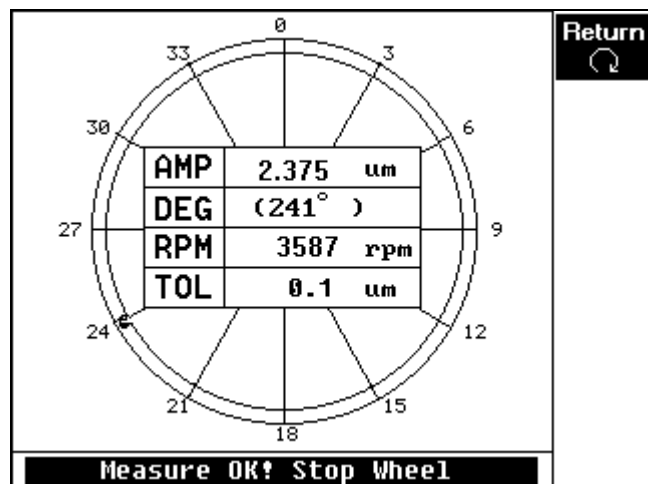 Return
0
33
3
30
6
AMP 2.375 um
DEG (241° )
27
9
RPM 3587 rpm
TOL 0.1 um
24
12
21
15
18
Measure OK! Stop Wheel